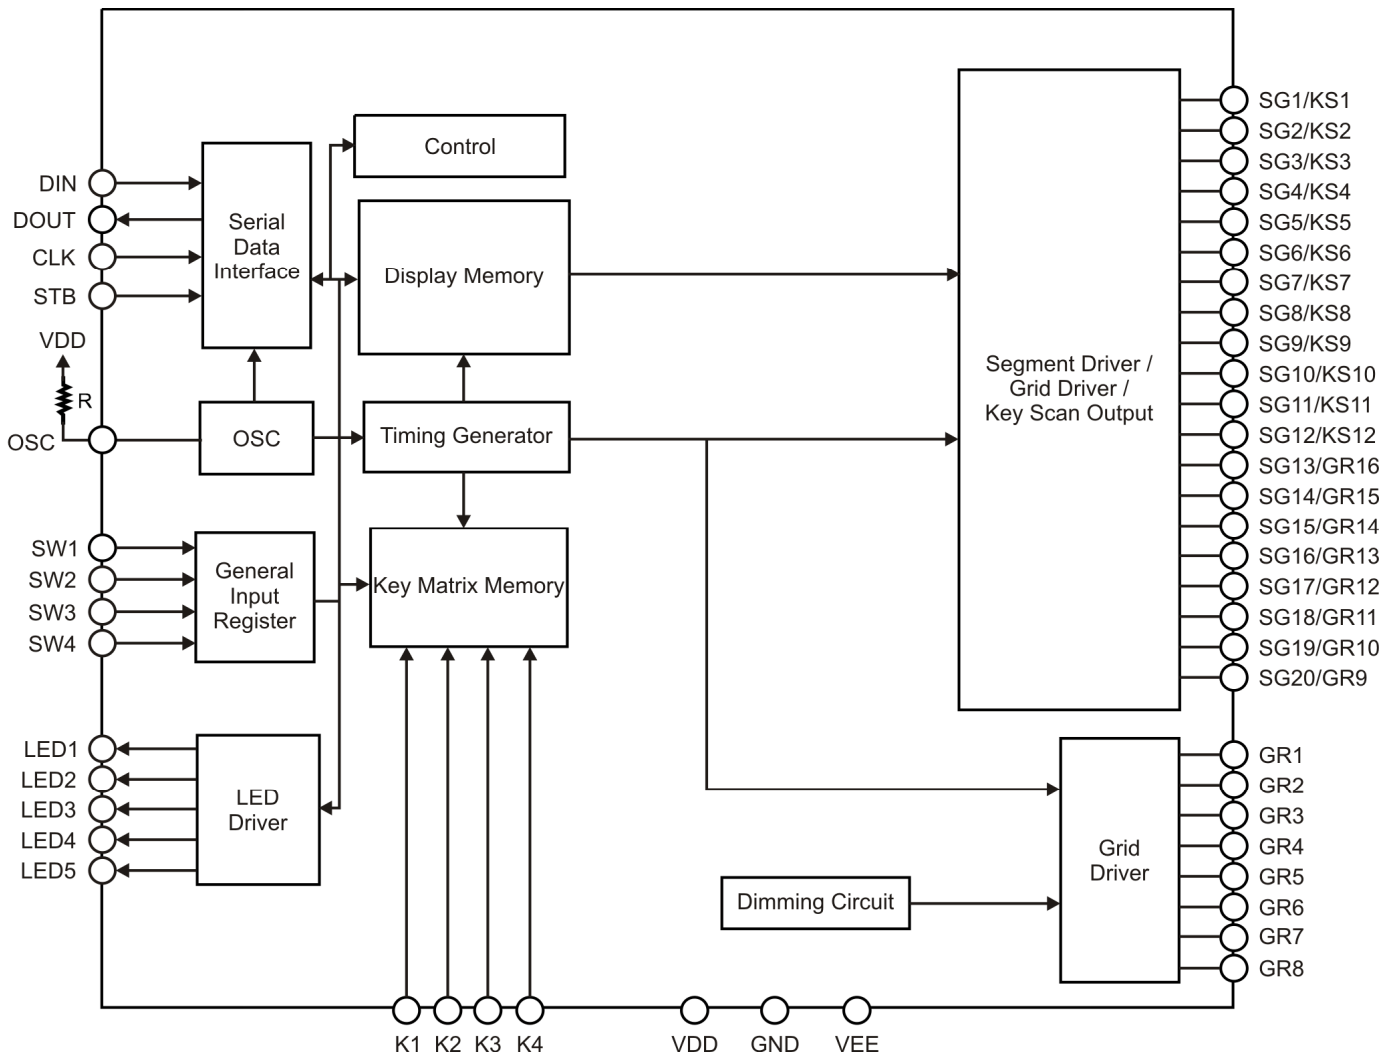 DIN
DOUT
CLK
STB
VDD
R
OSC
SW1
SW2
SW3
SW4
LED1
LED2
LED3
LED4
LED5
Serial
Data
Interface
OSC
General
Input
Register
LED
Driver
Control
Display Memory
Timing Generator
Key Matrix Memory
Dimming Circuit
Segment Driver /
Grid Driver /
Key Scan Output
Grid
Driver
SG1/KS1
SG2/KS2
SG3/KS3
SG4/KS4
SG5/KS5
SG6/KS6
SG7/KS7
SG8/KS8
SG9/KS9
SG10/KS10
SG11/KS11
SG12/KS12
SG13/GR16
SG14/GR15
SG15/GR14
SG16/GR13
SG17/GR12
SG18/GR11
SG19/GR10
SG20/GR9
GR1
GR2
GR3
GR4
GR5
GR6
GR7
GR8
K1 K2 K3 K4 VDD GND VEE